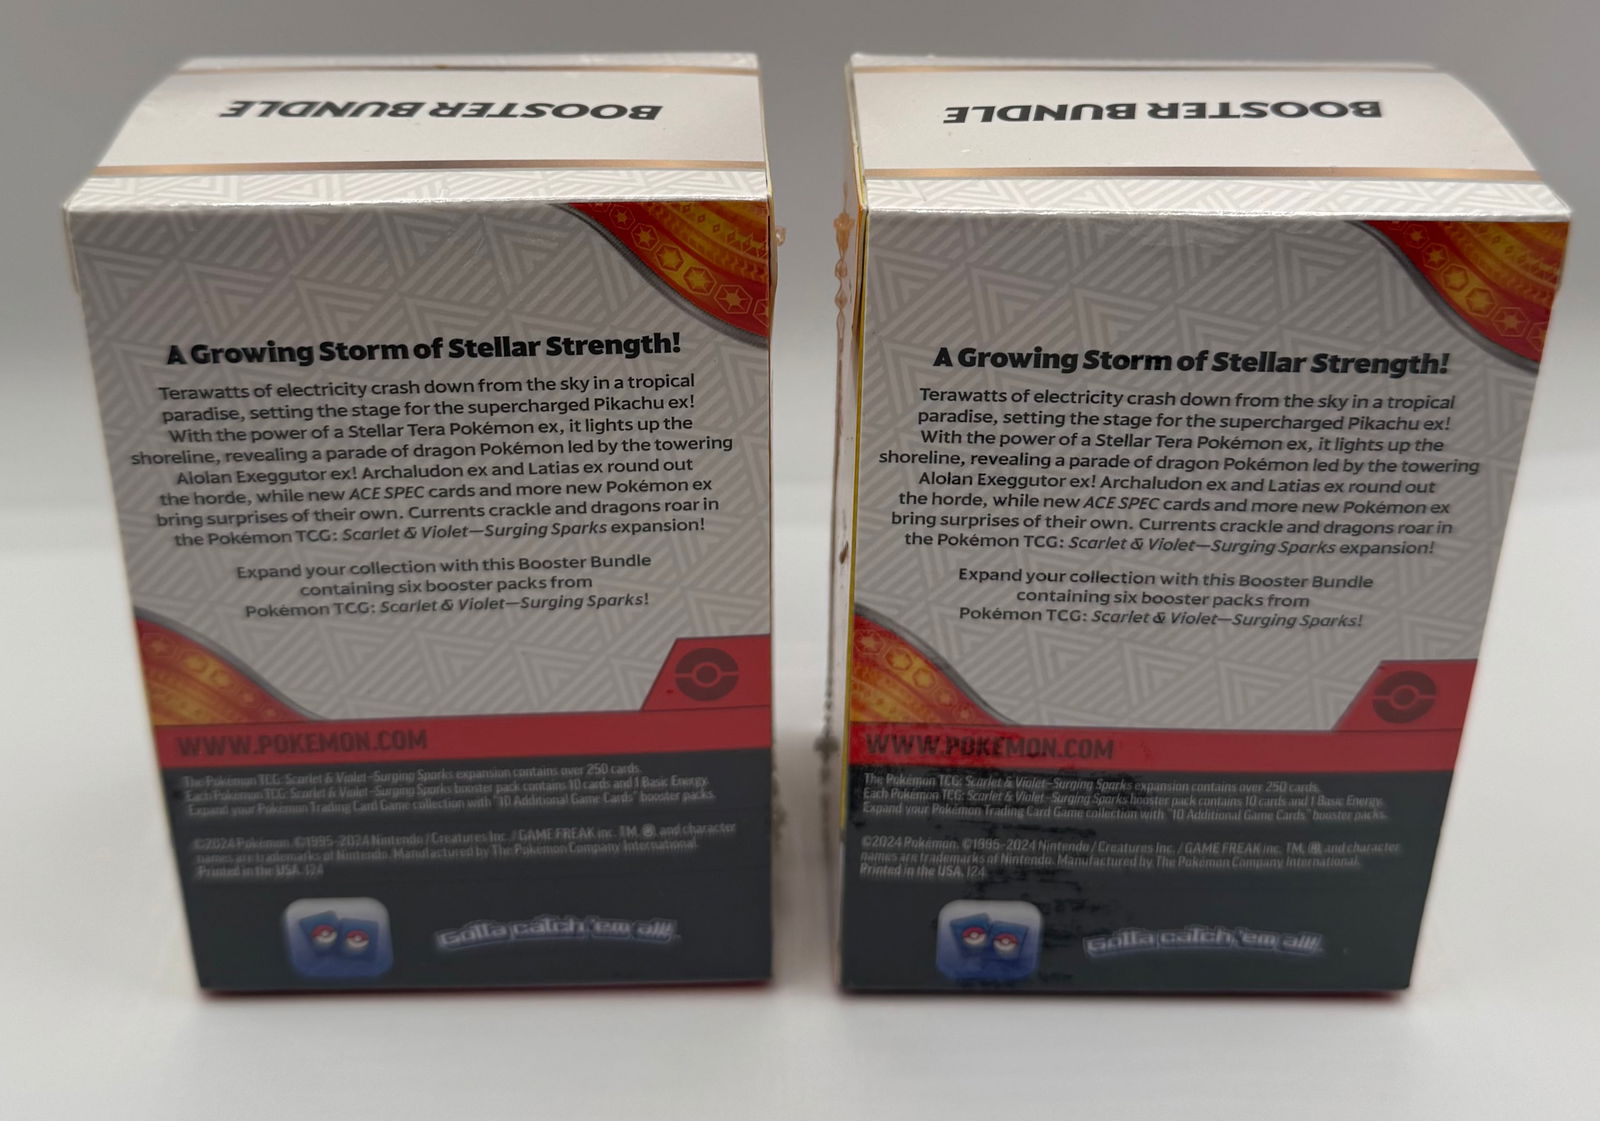 BOOSTER BUNDLE
A Growing Storm of Stellar Strength!
Terawatts of electricity crash down from the sky in a tropical
paradise, setting the stage for the supercharged Pikachu ex!
With the power of a Stellar Tera Pokémon ex, it lights up the
shoreline, revealing a parade of dragon Pokémon led by the towering
Alolan Exeggutor ex! Archaludon ex and Latias ex round out
the horde, while new ACE SPEC cards and more new Pokémon ex
bring surprises of their own. Currents crackle and dragons roar in
the Pokémon TCG: Scarlet & Violet—Surging Sparks expansion!
Expand your collection with this Booster Bundle
containing six booster packs from
Pokémon TCG: Scarlet & Violet—Surging Sparks!
WWW.POKEMON.COM
The Pokémon TCG: Scarlet & Violet—Surging Sparks expansion contains over 250 cards.
Each Pokémon TCG: Scarlet & Violet—Surging Sparks booster pack contains 10 cards and 1 Basic Energy.
Expand your Pokémon Trading Card Game collection with "10 Additional Game Cards" booster packs.
©2024 Pokémon. ©1995–2024 Nintendo / Creatures Inc. / GAME FREAK inc. TM, ®, and character
names are trademarks of Nintendo. Manufactured by The Pokémon Company International.
Printed in the USA. 124
Gotta catch 'em all!
BOOSTER BUNDLE
A Growing Storm of Stellar Strength!
Terawatts of electricity crash down from the sky in a tropical
paradise, setting the stage for the supercharged Pikachu ex!
With the power of a Stellar Tera Pokémon ex, it lights up the
shoreline, revealing a parade of dragon Pokémon led by the towering
Alolan Exeggutor ex! Archaludon ex and Latias ex round out
the horde, while new ACE SPEC cards and more new Pokémon ex
bring surprises of their own. Currents crackle and dragons roar in
the Pokémon TCG: Scarlet & Violet—Surging Sparks expansion!
Expand your collection with this Booster Bundle
containing six booster packs from
Pokémon TCG: Scarlet & Violet—Surging Sparks!
WWW.POKEMON.COM
The Pokémon TCG: Scarlet & Violet—Surging Sparks expansion contains over 250 cards.
Each Pokémon TCG: Scarlet & Violet—Surging Sparks booster pack contains 10 cards and 1 Basic Energy.
Expand your Pokémon Trading Card Game collection with "10 Additional Game Cards" booster packs.
©2024 Pokémon. ©1995–2024 Nintendo / Creatures Inc. / GAME FREAK inc. TM, ®, and character
names are trademarks of Nintendo. Manufactured by The Pokémon Company International.
Printed in the USA. 124
Gotta catch 'em all!